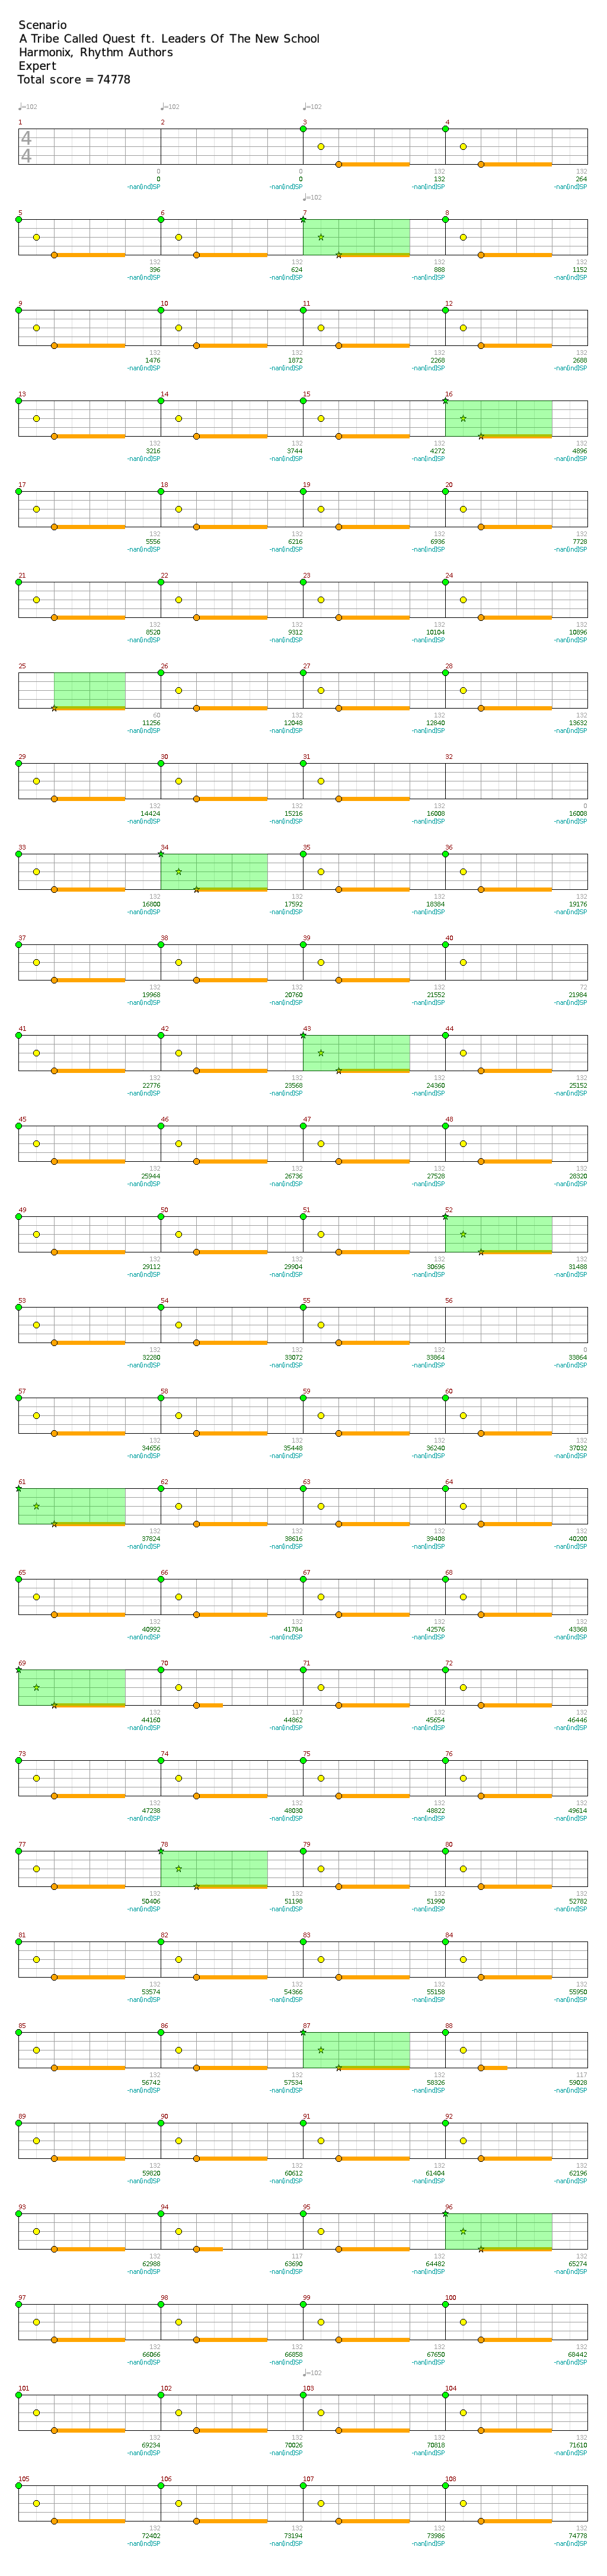 Scenario
A Tribe Called Quest ft. Leaders Of The New School
Harmonix, Rhythm Authors
Expert
Total score = 74778
♩=102 ♩=102 ♩=102
1 2 3 4
4
4
0 0 132 132
0 0 132 264
-nan(ind)SP -nan(ind)SP -nan(ind)SP -nan(ind)SP
♩=102
5 6 7 8
132 132 132 132
396 624 888 1152
-nan(ind)SP -nan(ind)SP -nan(ind)SP -nan(ind)SP
9 10 11 12
132 132 132 132
1476 1872 2268 2688
-nan(ind)SP -nan(ind)SP -nan(ind)SP -nan(ind)SP
13 14 15 16
132 132 132 132
3216 3744 4272 4896
-nan(ind)SP -nan(ind)SP -nan(ind)SP -nan(ind)SP
17 18 19 20
132 132 132 132
5556 6216 6936 7728
-nan(ind)SP -nan(ind)SP -nan(ind)SP -nan(ind)SP
21 22 23 24
132 132 132 132
8520 9312 10104 10896
-nan(ind)SP -nan(ind)SP -nan(ind)SP -nan(ind)SP
25 26 27 28
60 132 132 132
11256 12048 12840 13632
-nan(ind)SP -nan(ind)SP -nan(ind)SP -nan(ind)SP
29 30 31 32
132 132 132 0
14424 15216 16008 16008
-nan(ind)SP -nan(ind)SP -nan(ind)SP -nan(ind)SP
33 34 35 36
132 132 132 132
16800 17592 18384 19176
-nan(ind)SP -nan(ind)SP -nan(ind)SP -nan(ind)SP
37 38 39 40
132 132 132 72
19968 20760 21552 21984
-nan(ind)SP -nan(ind)SP -nan(ind)SP -nan(ind)SP
41 42 43 44
132 132 132 132
22776 23568 24360 25152
-nan(ind)SP -nan(ind)SP -nan(ind)SP -nan(ind)SP
45 46 47 48
132 132 132 132
25944 26736 27528 28320
-nan(ind)SP -nan(ind)SP -nan(ind)SP -nan(ind)SP
49 50 51 52
132 132 132 132
29112 29904 30696 31488
-nan(ind)SP -nan(ind)SP -nan(ind)SP -nan(ind)SP
53 54 55 56
132 132 132 0
32280 33072 33864 33864
-nan(ind)SP -nan(ind)SP -nan(ind)SP -nan(ind)SP
57 58 59 60
132 132 132 132
34656 35448 36240 37032
-nan(ind)SP -nan(ind)SP -nan(ind)SP -nan(ind)SP
61 62 63 64
132 132 132 132
37824 38616 39408 40200
-nan(ind)SP -nan(ind)SP -nan(ind)SP -nan(ind)SP
65 66 67 68
132 132 132 132
40992 41784 42576 43368
-nan(ind)SP -nan(ind)SP -nan(ind)SP -nan(ind)SP
69 70 71 72
132 117 132 132
44160 44862 45654 46446
-nan(ind)SP -nan(ind)SP -nan(ind)SP -nan(ind)SP
73 74 75 76
132 132 132 132
47238 48030 48822 49614
-nan(ind)SP -nan(ind)SP -nan(ind)SP -nan(ind)SP
77 78 79 80
132 132 132 132
50406 51198 51990 52782
-nan(ind)SP -nan(ind)SP -nan(ind)SP -nan(ind)SP
81 82 83 84
132 132 132 132
53574 54366 55158 55950
-nan(ind)SP -nan(ind)SP -nan(ind)SP -nan(ind)SP
85 86 87 88
132 132 132 117
56742 57534 58326 59028
-nan(ind)SP -nan(ind)SP -nan(ind)SP -nan(ind)SP
89 90 91 92
132 132 132 132
59820 60612 61404 62196
-nan(ind)SP -nan(ind)SP -nan(ind)SP -nan(ind)SP
93 94 95 96
132 117 132 132
62988 63690 64482 65274
-nan(ind)SP -nan(ind)SP -nan(ind)SP -nan(ind)SP
97 98 99 100
132 132 132 132
66066 66858 67650 68442
-nan(ind)SP -nan(ind)SP -nan(ind)SP -nan(ind)SP
♩=102
101 102 103 104
132 132 132 132
69234 70026 70818 71610
-nan(ind)SP -nan(ind)SP -nan(ind)SP -nan(ind)SP
105 106 107 108
132 132 132 132
72402 73194 73986 74778
-nan(ind)SP -nan(ind)SP -nan(ind)SP -nan(ind)SP